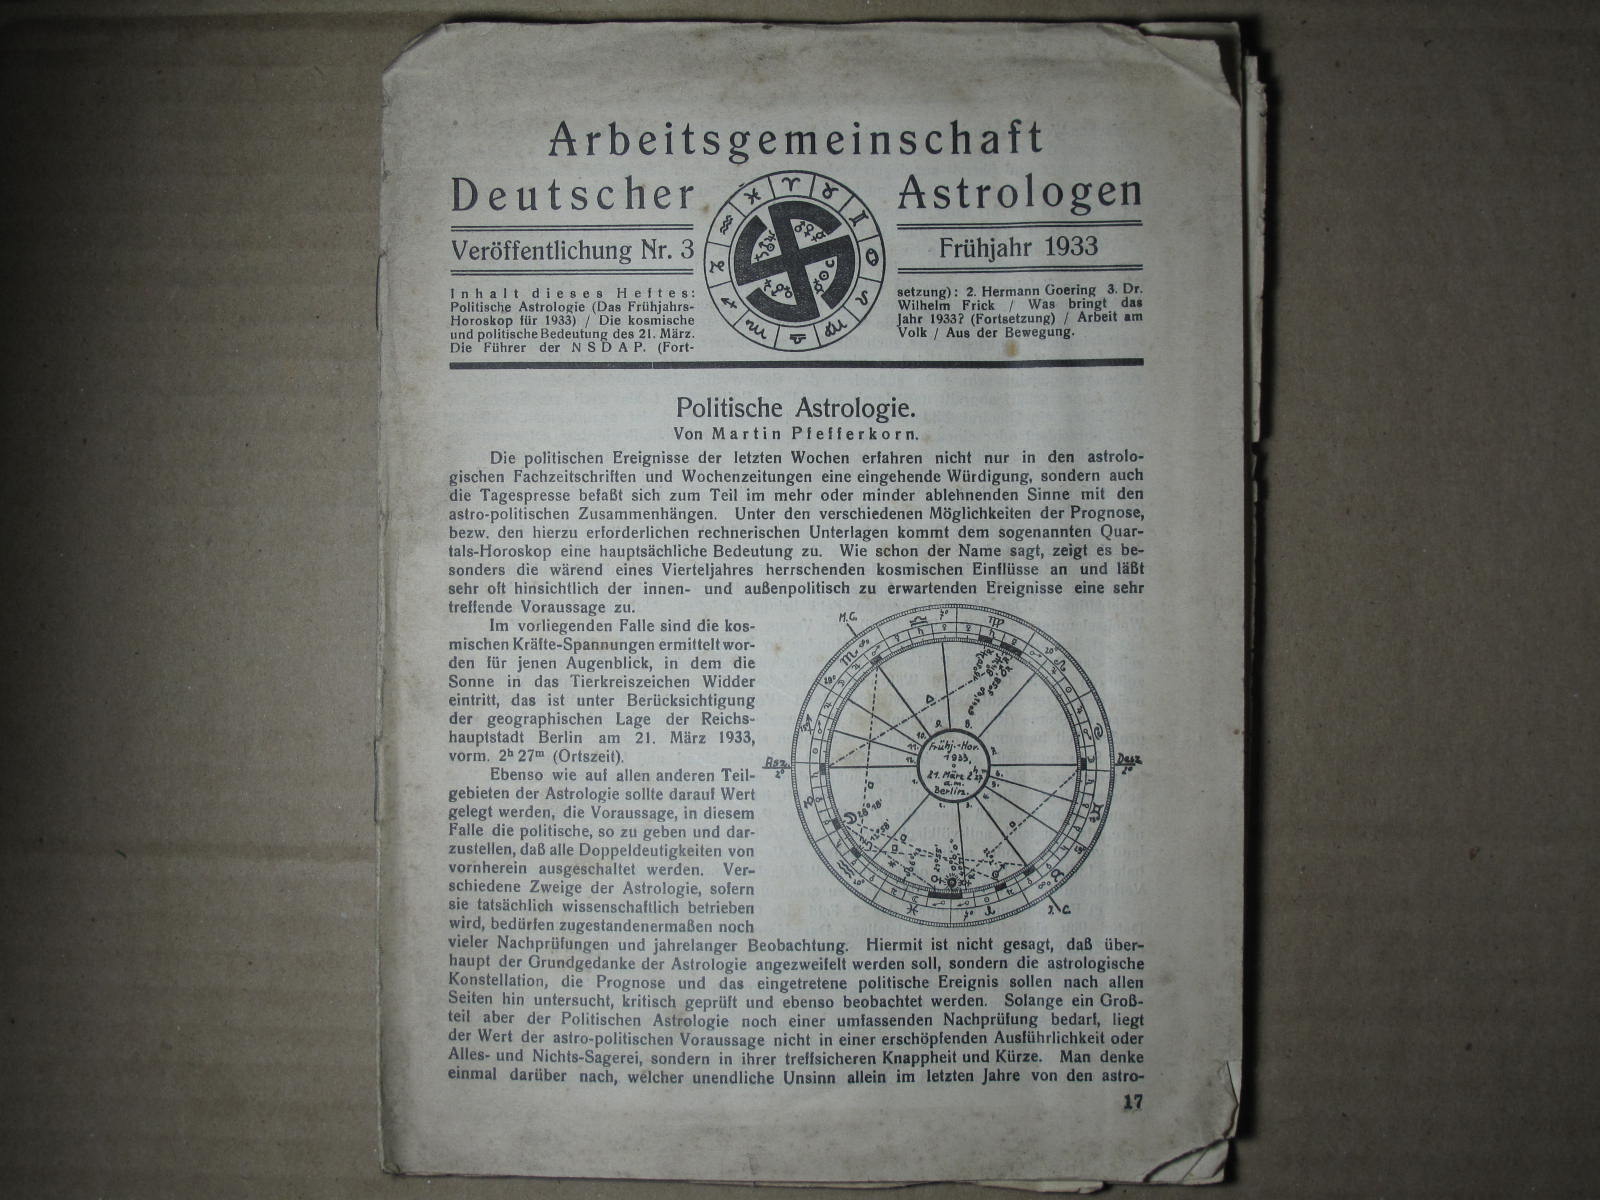 Arbeitsgemeinschaft
Deutscher Astrologen
Veröffentlichung Nr. 3
Frühjahr 1933
Inhalt dieses Heftes:
Politische Astrologie (Das Frühjahrs-
Horoskop für 1933) / Die kosmische
und politische Bedeutung des 21. März.
Die Führer der NSDAP. (Fort-
setzung): 2. Hermann Goering 3. Dr.
Wilhelm Frick / Was bringt das
Jahr 1933? (Fortsetzung) / Arbeit am
Volk / Aus der Bewegung.
Politische Astrologie.
Von Martin Pfefferkorn.
Die politischen Ereignisse der letzten Wochen erfahren nicht nur in den astrolo-
gischen Fachzeitschriften und Wochenzeitungen eine eingehende Würdigung, sondern auch
die Tagespresse befaßt sich zum Teil im mehr oder minder ablehnenden Sinne mit den
astro-politischen Zusammenhängen. Unter den verschiedenen Möglichkeiten der Prognose,
bezw. den hierzu erforderlichen rechnerischen Unterlagen kommt dem sogenannten Quar-
tals-Horoskop eine hauptsächliche Bedeutung zu. Wie schon der Name sagt, zeigt es be-
sonders die wärend eines Vierteljahres herrschenden kosmischen Einflüsse an und läßt
sehr oft hinsichtlich der innen- und außenpolitisch zu erwartenden Ereignisse eine sehr
treffende Voraussage zu.
Im vorliegenden Falle sind die kos-
mischen Kräfte-Spannungen ermittelt wor-
den für jenen Augenblick, in dem die
Sonne in das Tierkreiszeichen Widder
eintritt, das ist unter Berücksichtigung
der geographischen Lage der Reichs-
hauptstadt Berlin am 21. März 1933,
vorm. 2h 27m (Ortszeit).
Ebenso wie auf allen anderen Teil-
gebieten der Astrologie sollte darauf Wert
gelegt werden, die Voraussage, in diesem
Falle die politische, so zu geben und dar-
zustellen, daß alle Doppeldeutigkeiten von
vornherein ausgeschaltet werden. Ver-
schiedene Zweige der Astrologie, sofern
sie tatsächlich wissenschaftlich betrieben
wird, bedürfen zugestandenermaßen noch
vieler Nachprüfungen und jahrelanger Beobachtung. Hiermit ist nicht gesagt, daß über-
haupt der Grundgedanke der Astrologie angezweifelt werden soll, sondern die astrologische
Konstellation, die Prognose und das eingetretene politische Ereignis sollen nach allen
Seiten hin untersucht, kritisch geprüft und ebenso beobachtet werden. Solange ein Groß-
teil aber der Politischen Astrologie noch einer umfassenden Nachprüfung bedarf, liegt
der Wert der astro-politischen Voraussage nicht in einer erschöpfenden Ausführlichkeit oder
Alles- und Nichts-Sagerei, sondern in ihrer treffsicheren Knappheit und Kürze. Man denke
einmal darüber nach, welcher unendliche Unsinn allein im letzten Jahre von den astro-
M.C.
Asz.
2°
Desz.
2°
Frühj.-Hor.
1933,
21. März 2h 27m
a.m.
Berlin.
17